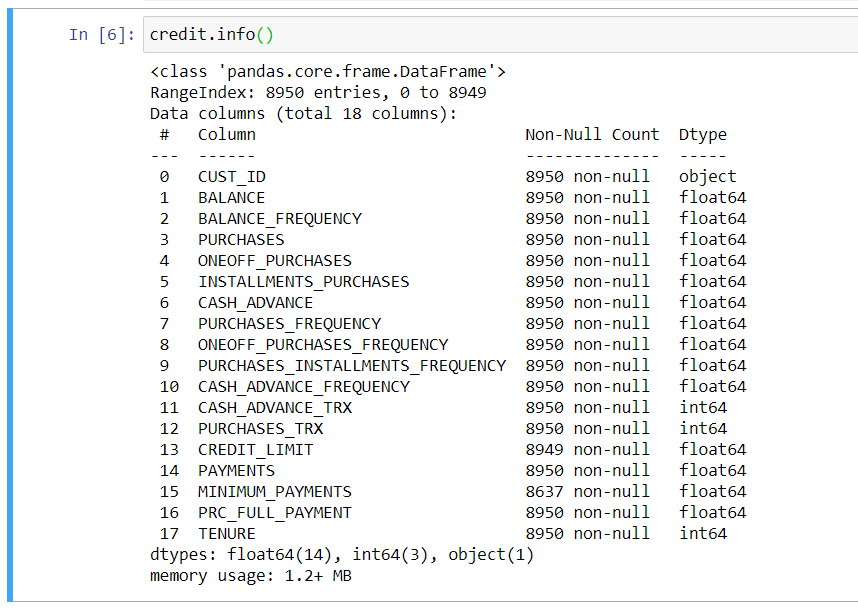 In [6]: credit.info()
<class 'pandas.core.frame.DataFrame'>
RangeIndex: 8950 entries, 0 to 8949
Data columns (total 18 columns):
 #   Column                            Non-Null Count  Dtype
---  ------                            --------------  -----
 0   CUST_ID                           8950 non-null   object
 1   BALANCE                           8950 non-null   float64
 2   BALANCE_FREQUENCY                 8950 non-null   float64
 3   PURCHASES                         8950 non-null   float64
 4   ONEOFF_PURCHASES                  8950 non-null   float64
 5   INSTALLMENTS_PURCHASES            8950 non-null   float64
 6   CASH_ADVANCE                      8950 non-null   float64
 7   PURCHASES_FREQUENCY               8950 non-null   float64
 8   ONEOFF_PURCHASES_FREQUENCY        8950 non-null   float64
 9   PURCHASES_INSTALLMENTS_FREQUENCY  8950 non-null   float64
 10  CASH_ADVANCE_FREQUENCY            8950 non-null   float64
 11  CASH_ADVANCE_TRX                  8950 non-null   int64
 12  PURCHASES_TRX                     8950 non-null   int64
 13  CREDIT_LIMIT                      8949 non-null   float64
 14  PAYMENTS                          8950 non-null   float64
 15  MINIMUM_PAYMENTS                  8637 non-null   float64
 16  PRC_FULL_PAYMENT                  8950 non-null   float64
 17  TENURE                            8950 non-null   int64
dtypes: float64(14), int64(3), object(1)
memory usage: 1.2+ MB